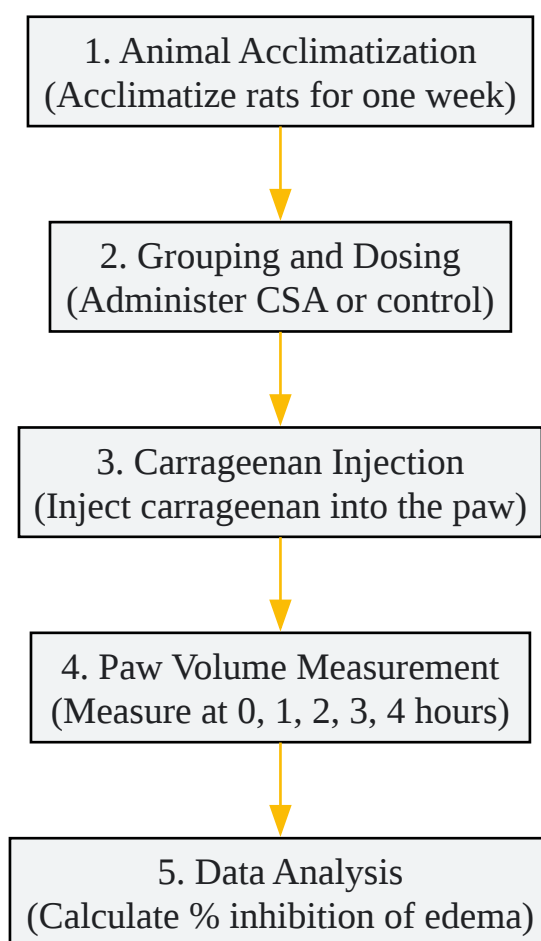 1. Animal Acclimatization
(Acclimatize rats for one week)
2. Grouping and Dosing
(Administer CSA or control)
3. Carrageenan Injection
(Inject carrageenan into the paw)
4. Paw Volume Measurement
(Measure at 0, 1, 2, 3, 4 hours)
5. Data Analysis
(Calculate % inhibition of edema)